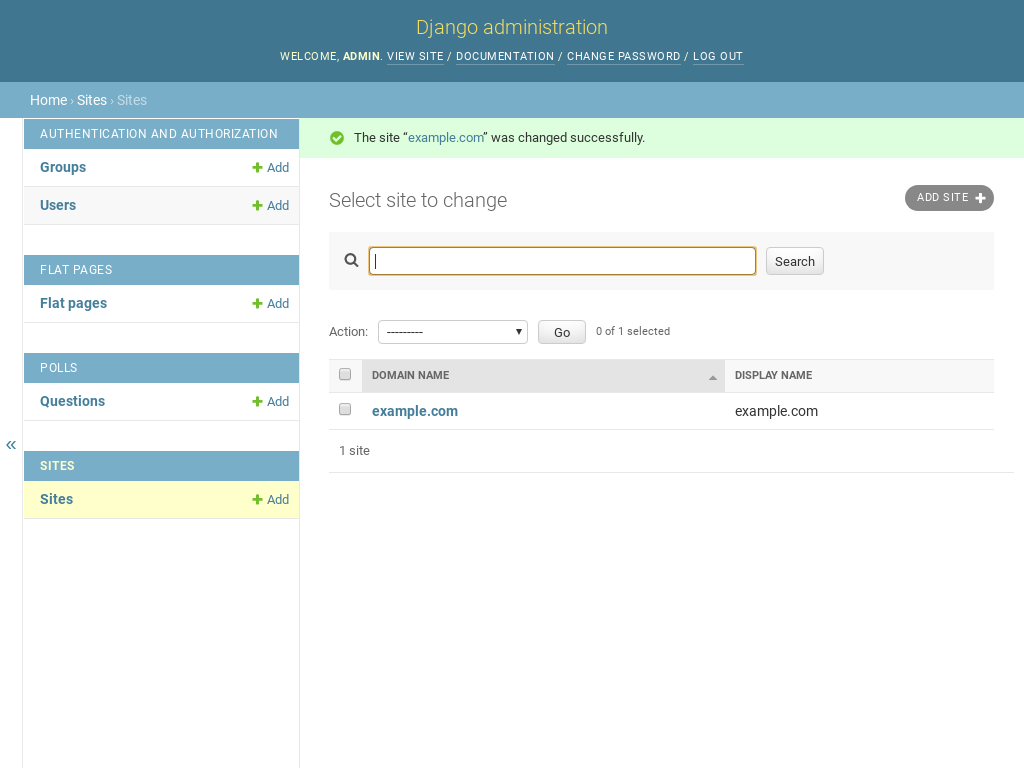 Django administration
WELCOME, ADMIN. VIEW SITE / DOCUMENTATION / CHANGE PASSWORD / LOG OUT
Home › Sites › Sites
AUTHENTICATION AND AUTHORIZATION
Groups Add
Users Add
FLAT PAGES
Flat pages Add
POLLS
Questions Add
SITES
Sites Add
«
The site “example.com” was changed successfully.
Select site to change
ADD SITE
Search
Action: --------- Go 0 of 1 selected
DOMAIN NAME DISPLAY NAME
example.com example.com
1 site